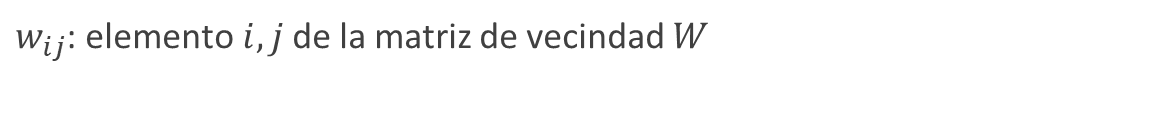 𝑤ᵢⱼ: elemento 𝑖, 𝑗 de la matriz de vecindad 𝑊